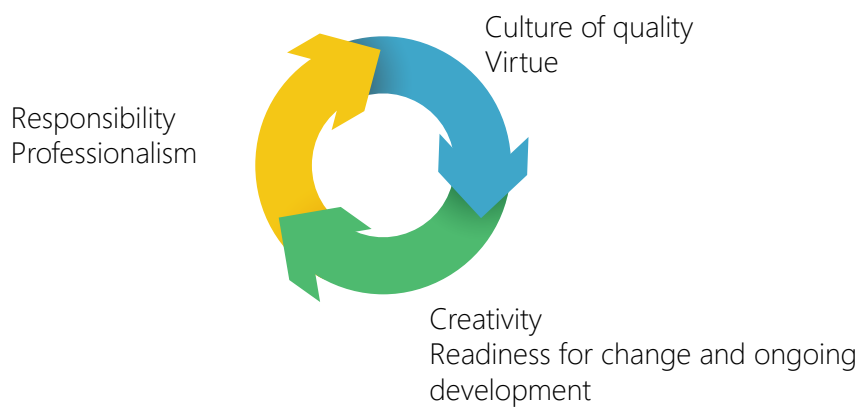 Culture of quality
Virtue
Responsibility
Professionalism
Creativity
Readiness for change and ongoing
development